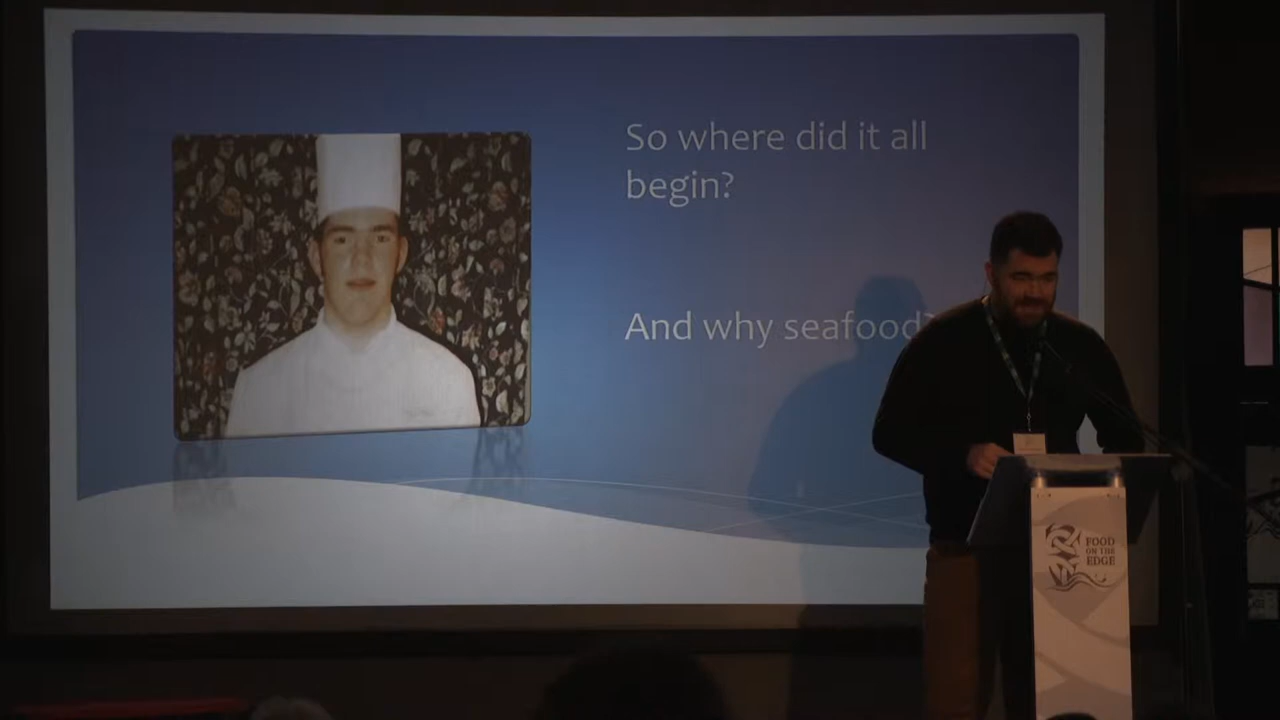 So where did it all
begin?
And why seafood?
FOOD
ON THE
EDGE